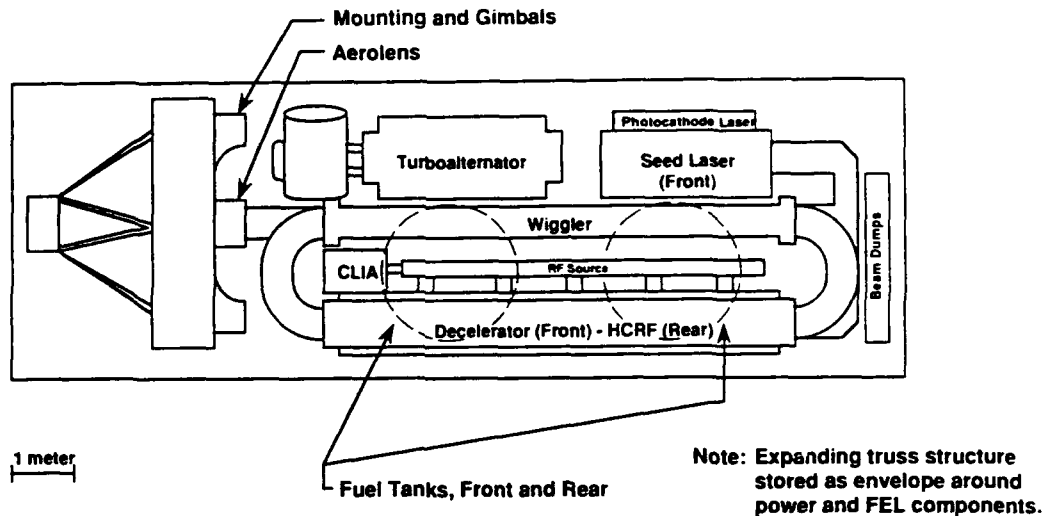 Mounting and Gimbals
Aerolens
Photocathode Laser
Turboalternator
Seed Laser
(Front)
Wiggler
CLIA
RF Source
Beam Dumps
Decelerator (Front) - HCRF (Rear)
1 meter
Fuel Tanks, Front and Rear
Note: Expanding truss structure
stored as envelope around
power and FEL components.